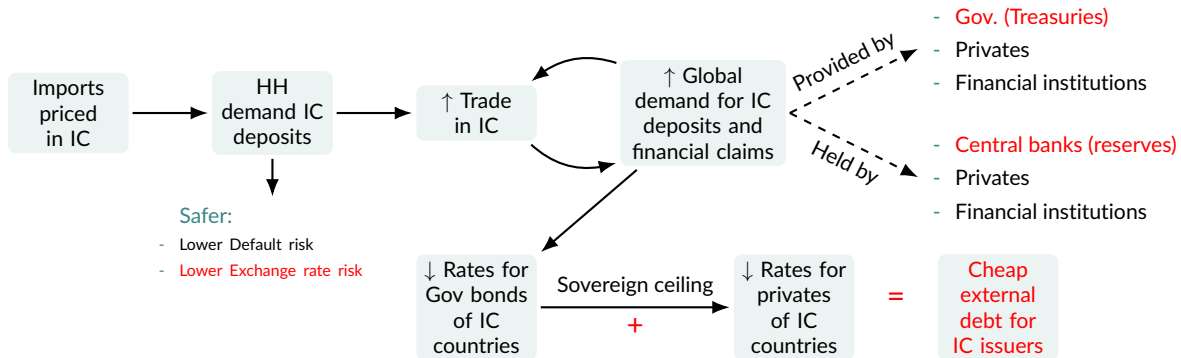 Imports
priced
in IC
HH
demand IC
deposits
Safer:
- Lower Default risk
- Lower Exchange rate risk
↑ Trade
in IC
↑ Global
demand for IC
deposits and
financial claims
Provided by
- Gov. (Treasuries)
- Privates
- Financial institutions
Held by
- Central banks (reserves)
- Privates
- Financial institutions
↓ Rates for
Gov bonds
of IC
countries
Sovereign ceiling
+
↓ Rates for
privates
of IC
countries
=
Cheap
external
debt for
IC issuers